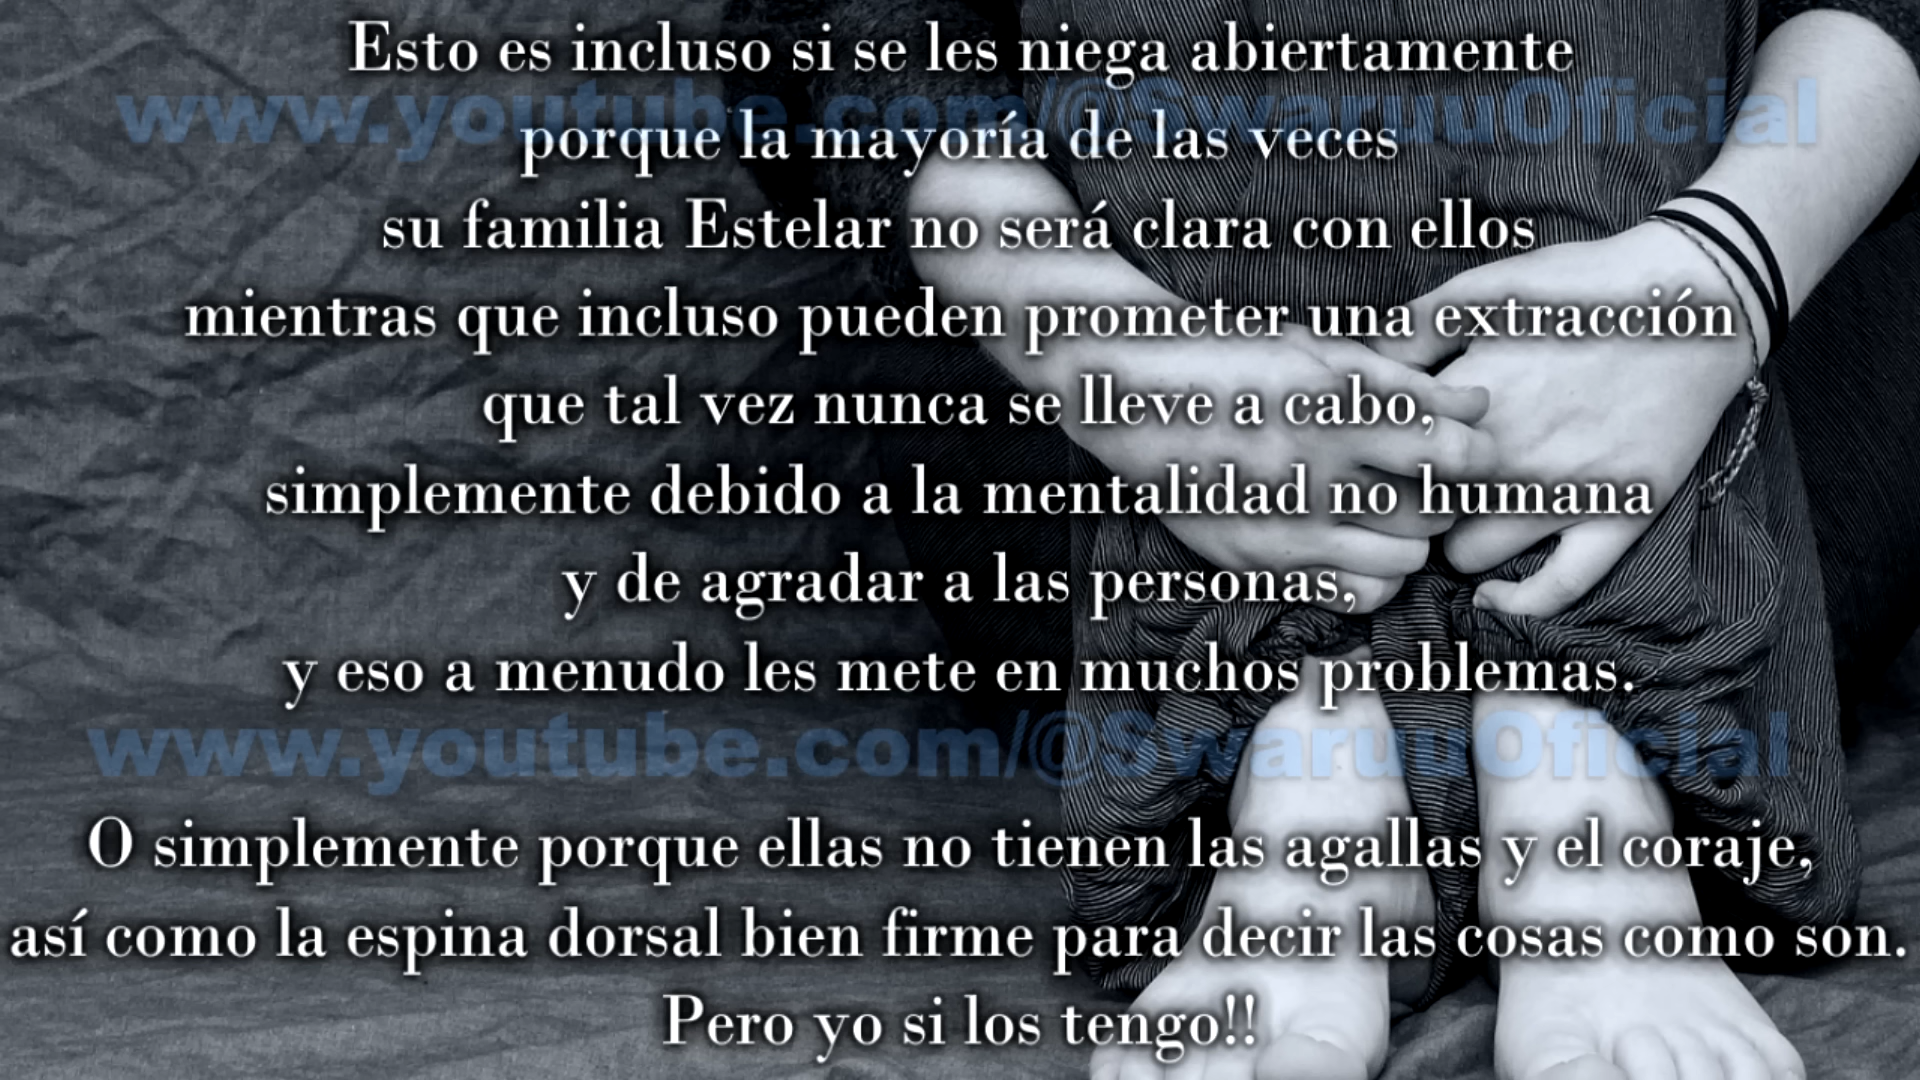 Esto es incluso si se les niega abiertamente
www.youtube.com/@SwaruuOficial
porque la mayoría de las veces
su familia Estelar no será clara con ellos
mientras que incluso pueden prometer una extracción
que tal vez nunca se lleve a cabo,
simplemente debido a la mentalidad no humana
y de agradar a las personas,
y eso a menudo les mete en muchos problemas.
www.youtube.com/@SwaruuOficial
O simplemente porque ellas no tienen las agallas y el coraje,
así como la espina dorsal bien firme para decir las cosas como son.
Pero yo si los tengo!!